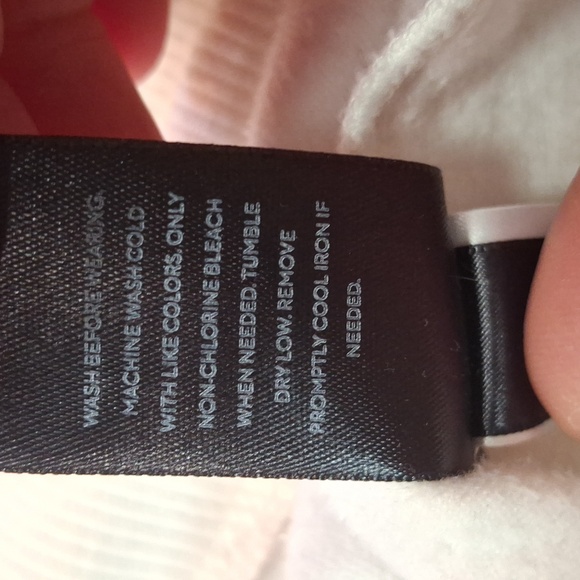 WASH BEFORE WEARING.
MACHINE WASH COLD
WITH LIKE COLORS. ONLY
NON-CHLORINE BLEACH
WHEN NEEDED. TUMBLE
DRY LOW. REMOVE
PROMPTLY COOL IRON IF
NEEDED.